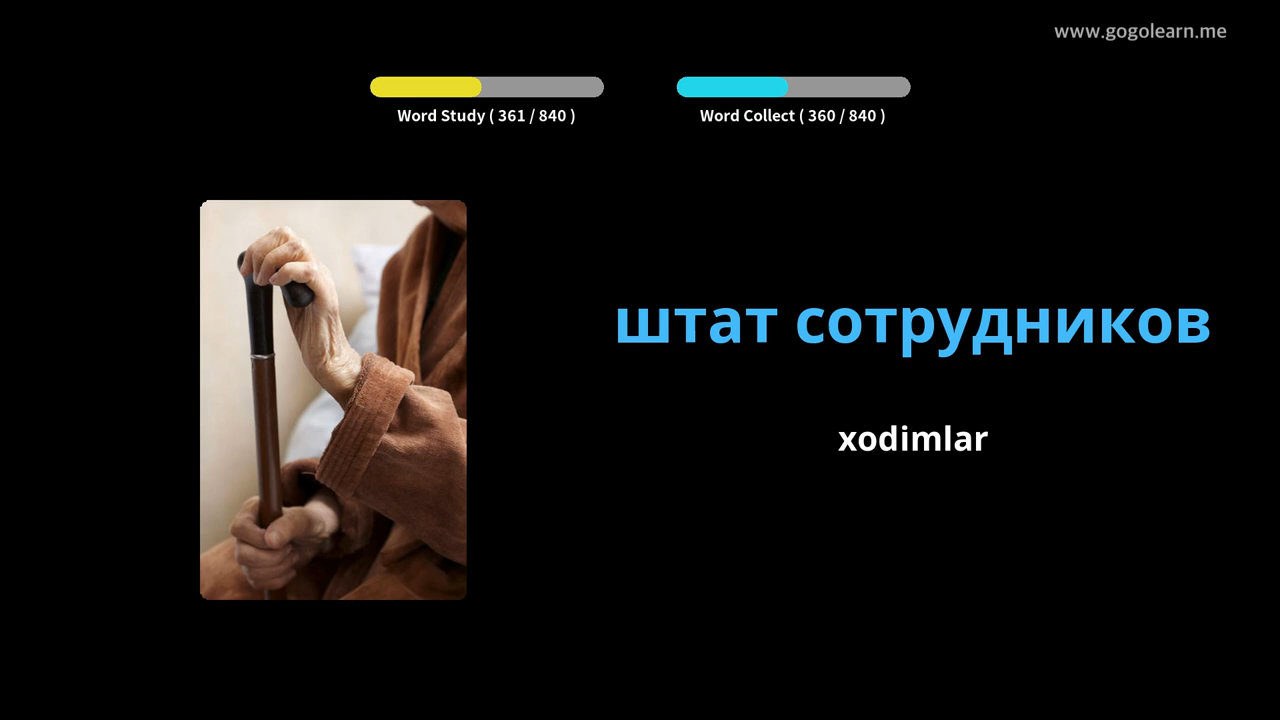 www.gogolearn.me
Word Study ( 361 / 840 )
Word Collect ( 360 / 840 )
штат сотрудников
xodimlar